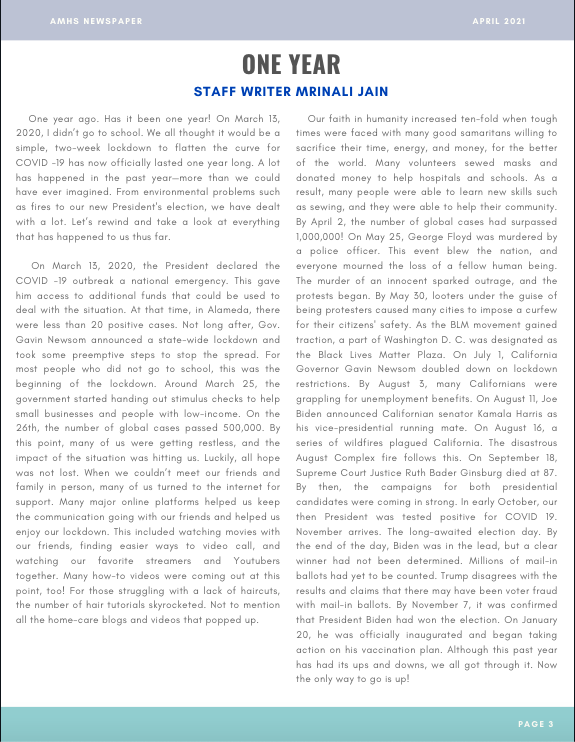 AMHS NEWSPAPER
APRIL 2021
ONE YEAR
STAFF WRITER MRINALI JAIN
One year ago. Has it been one year! On March 13,
2020, I didn't go to school. We all thought it would be a
simple, two-week lockdown to flatten the curve for
COVID -19 has now officially lasted one year long. A lot
has happened in the past year—more than we could
have ever imagined. From environmental problems such
as fires to our new President's election, we have dealt
with a lot. Let's rewind and take a look at everything
that has happened to us thus far.
On March 13, 2020, the President declared the
COVID -19 outbreak a national emergency. This gave
him access to additional funds that could be used to
deal with the situation. At that time, in Alameda, there
were less than 20 positive cases. Not long after, Gov.
Gavin Newsom announced a state-wide lockdown and
took some preemptive steps to stop the spread. For
most people who did not go to school, this was the
beginning of the lockdown. Around March 25, the
government started handing out stimulus checks to help
small businesses and people with low-income. On the
26th, the number of global cases passed 500,000. By
this point, many of us were getting restless, and the
impact of the situation was hitting us. Luckily, all hope
was not lost. When we couldn't meet our friends and
family in person, many of us turned to the internet for
support. Many major online platforms helped us keep
the communication going with our friends and helped us
enjoy our lockdown. This included watching movies with
our friends, finding easier ways to video call, and
watching our favorite streamers and Youtubers
together. Many how-to videos were coming out at this
point, too! For those struggling with a lack of haircuts,
the number of hair tutorials skyrocketed. Not to mention
all the home-care blogs and videos that popped up.
Our faith in humanity increased ten-fold when tough
times were faced with many good samaritans willing to
sacrifice their time, energy, and money, for the better
of the world. Many volunteers sewed masks and
donated money to help hospitals and schools. As a
result, many people were able to learn new skills such
as sewing, and they were able to help their community.
By April 2, the number of global cases had surpassed
1,000,000! On May 25, George Floyd was murdered by
a police officer. This event blew the nation, and
everyone mourned the loss of a fellow human being.
The murder of an innocent sparked outrage, and the
protests began. By May 30, looters under the guise of
being protesters caused many cities to impose a curfew
for their citizens' safety. As the BLM movement gained
traction, a part of Washington D. C. was designated as
the Black Lives Matter Plaza. On July 1, California
Governor Gavin Newsom doubled down on lockdown
restrictions. By August 3, many Californians were
grappling for unemployment benefits. On August 11, Joe
Biden announced Californian senator Kamala Harris as
his vice-presidential running mate. On August 16, a
series of wildfires plagued California. The disastrous
August Complex fire follows this. On September 18,
Supreme Court Justice Ruth Bader Ginsburg died at 87.
By then, the campaigns for both presidential
candidates were coming in strong. In early October, our
then President was tested positive for COVID 19.
November arrives. The long-awaited election day. By
the end of the day, Biden was in the lead, but a clear
winner had not been determined. Millions of mail-in
ballots had yet to be counted. Trump disagrees with the
results and claims that there may have been voter fraud
with mail-in ballots. By November 7, it was confirmed
that President Biden had won the election. On January
20, he was officially inaugurated and began taking
action on his vaccination plan. Although this past year
has had its ups and downs, we all got through it. Now
the only way to go is up!
PAGE 3